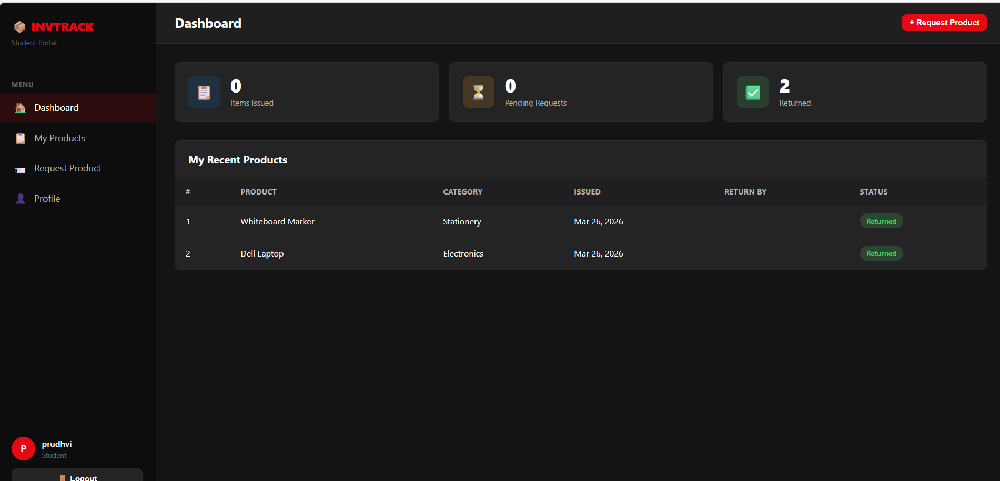 INVTRACK
Student Portal
MENU
Dashboard
My Products
Request Product
Profile
P
prudhvi
Student
Logout
Dashboard
+ Request Product
0
Items Issued
0
Pending Requests
2
Returned
My Recent Products
# PRODUCT CATEGORY ISSUED RETURN BY STATUS
1 Whiteboard Marker Stationery Mar 26, 2026 - Returned
2 Dell Laptop Electronics Mar 26, 2026 - Returned